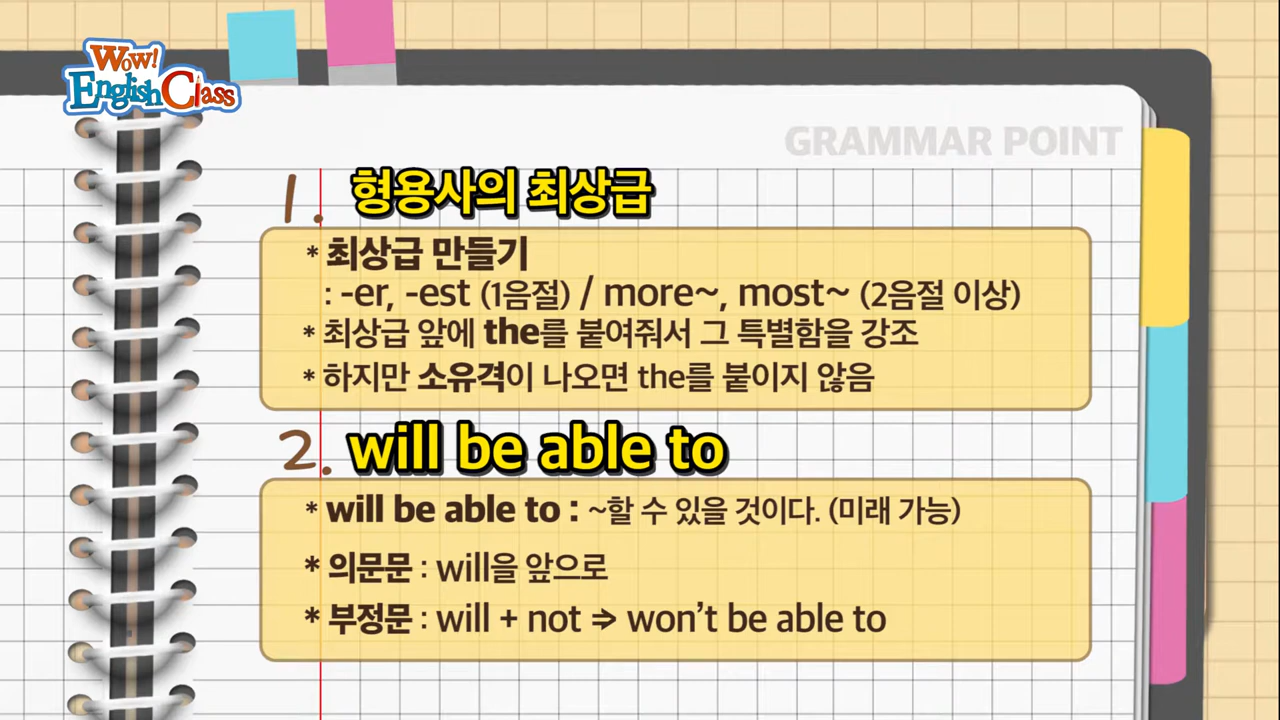 Wow!
English Class
GRAMMAR POINT
1. 형용사의 최상급
* 최상급 만들기
: -er, -est (1음절) / more~, most~ (2음절 이상)
* 최상급 앞에 the를 붙여줘서 그 특별함을 강조
* 하지만 소유격이 나오면 the를 붙이지 않음
2. will be able to
* will be able to : ~할 수 있을 것이다. (미래 가능)
* 의문문 : will을 앞으로
* 부정문 : will + not ⇒ won't be able to